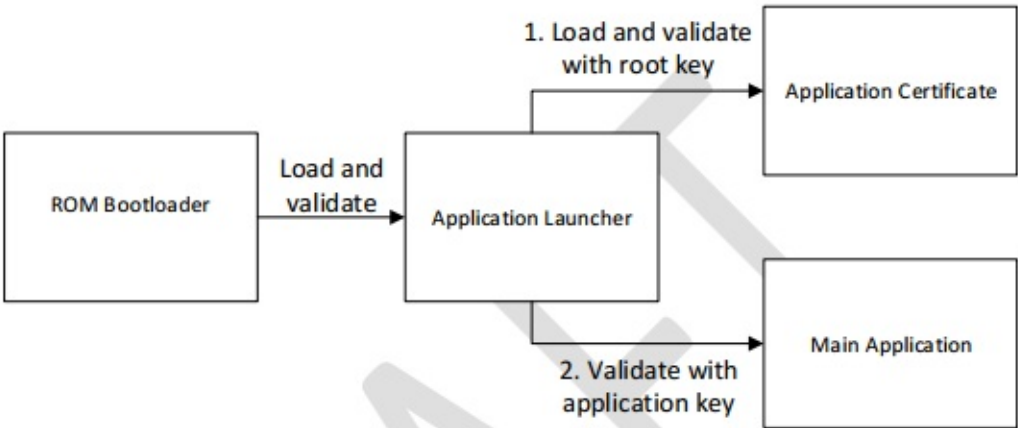 1. Load and validate
with root key
Application Certificate
ROM Bootloader
Load and
validate
Application Launcher
Main Application
2. Validate with
application key